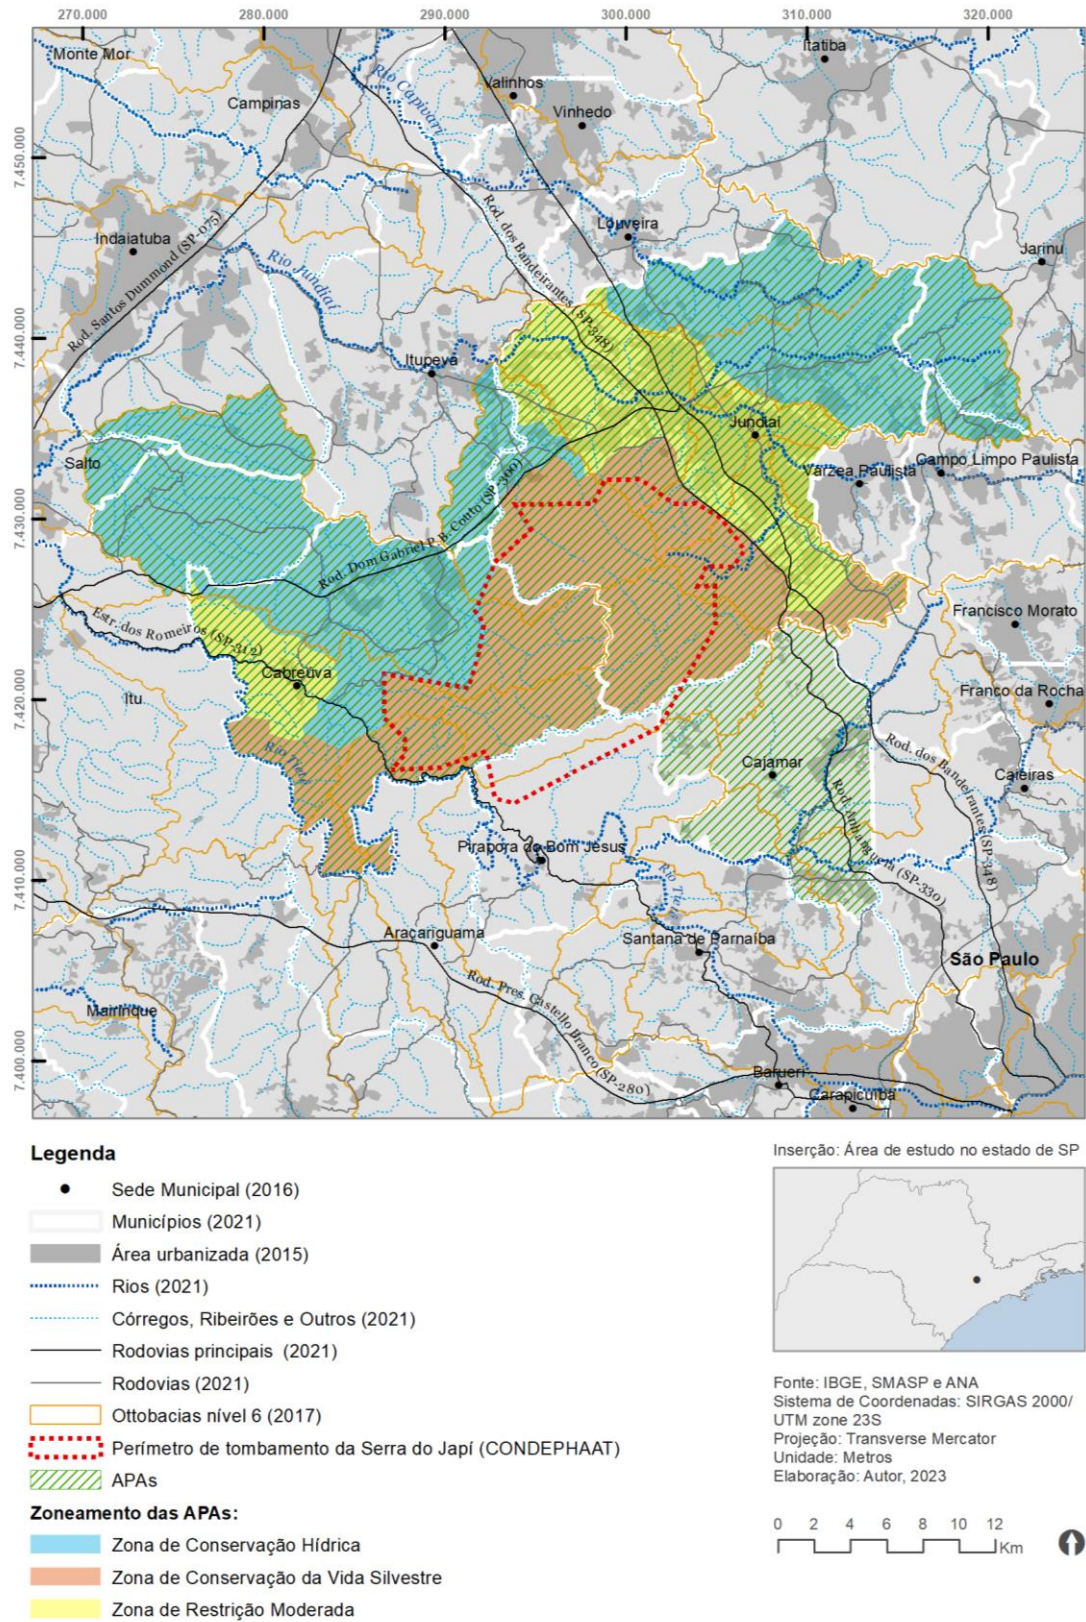 270.000 280.000 290.000 300.000 310.000 320.000
7.450.000
7.440.000
7.430.000
7.420.000
7.410.000
7.400.000
Monte Mor
Itatiba
Campinas
Rio Capivari
Valinhos
Vinhedo
Rod. Santos Dummond (SP-075)
Indaiatuba
Rio Jundiaí
Rod. dos Bandeirantes (SP-348)
Louveira
Jarinu
Itupeva
Jundiaí
Salto
Várzea Paulista
Campo Limpo Paulista
Rod. Dom Gabriel P.B. Couto (SP-300)
Estr. dos Romeiros (SP-312)
Francisco Morato
Cabreúva
Itu
Franco da Rocha
Rio Tietê
Cajamar
Rod. dos Bandeirantes (SP-348)
Caieiras
Rod. Anhanguera (SP-330)
Pirapora do Bom Jesus
Rio Tietê
Araçariguama
Santana de Parnaíba
São Paulo
Rod. Pres. Castello Branco (SP-280)
Mairinque
Barueri
Carapicuíba
Legenda
Sede Municipal (2016)
Municípios (2021)
Área urbanizada (2015)
Rios (2021)
Córregos, Ribeirões e Outros (2021)
Rodovias principais (2021)
Rodovias (2021)
Ottobacias nível 6 (2017)
Perímetro de tombamento da Serra do Japí (CONDEPHAAT)
APAs
Zoneamento das APAs:
Zona de Conservação Hídrica
Zona de Conservação da Vida Silvestre
Zona de Restrição Moderada
Inserção: Área de estudo no estado de SP
Fonte: IBGE, SMASP e ANA
Sistema de Coordenadas: SIRGAS 2000/
UTM zone 23S
Projeção: Transverse Mercator
Unidade: Metros
Elaboração: Autor, 2023
0 2 4 6 8 10 12
Km